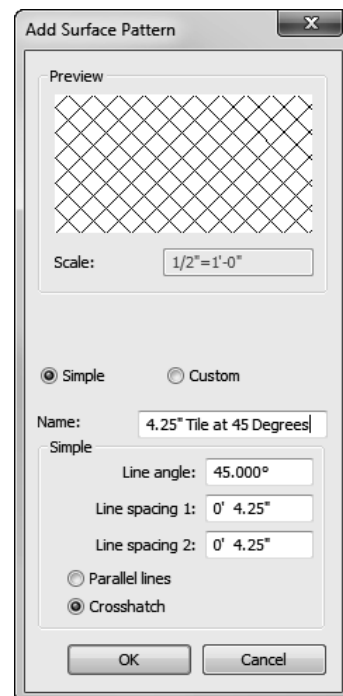 Add Surface Pattern
Preview
Scale: 1/2"=1'-0"
Simple Custom
Name: 4.25" Tile at 45 Degrees
Simple
Line angle: 45.000°
Line spacing 1: 0' 4.25"
Line spacing 2: 0' 4.25"
Parallel lines
Crosshatch
OK Cancel